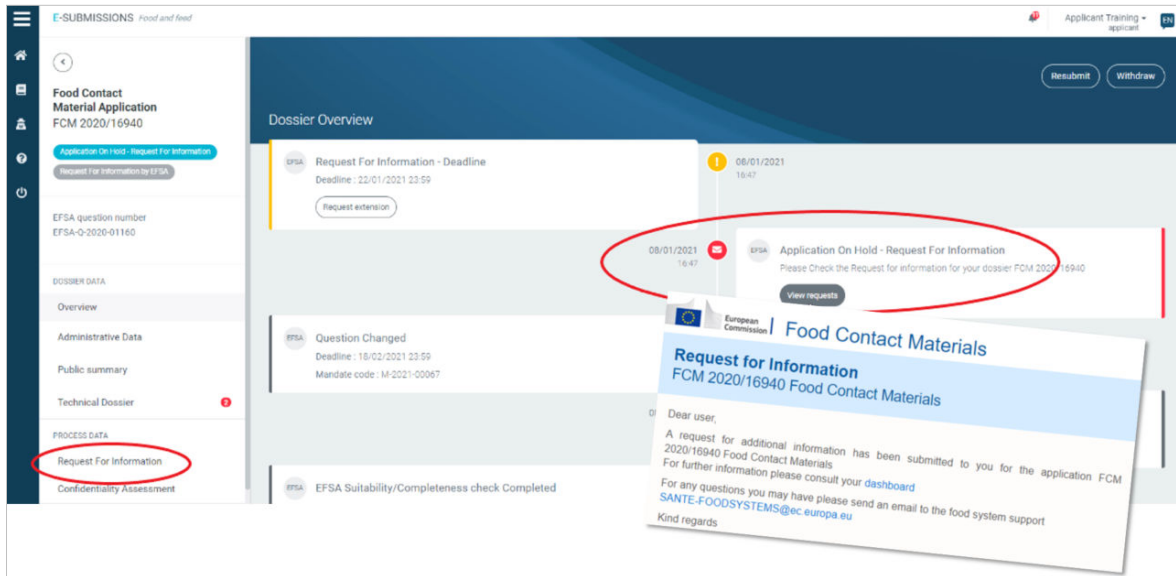 E-SUBMISSIONS Food and feed
Applicant Training
applicant
EN
Food Contact
Material Application
FCM 2020/16940
Application On Hold - Request For Information
Request For Information by EFSA
EFSA question number
EFSA-Q-2020-01160
DOSSIER DATA
Overview
Administrative Data
Public summary
Technical Dossier
2
PROCESS DATA
Request For Information
Confidentiality Assessment
Resubmit
Withdraw
Dossier Overview
EFSA
Request For Information - Deadline
Deadline : 22/01/2021 23:59
Request extension
08/01/2021
16:47
08/01/2021
16:47
EFSA
Application On Hold - Request For Information
Please Check the Request for information for your dossier FCM 2020/16940
View requests
EFSA
Question Changed
Deadline : 18/02/2021 23:59
Mandate code : M-2021-00067
EFSA
EFSA Suitability/Completeness check Completed
European
Commission
Food Contact Materials
Request for Information
FCM 2020/16940 Food Contact Materials
Dear user,
A request for additional information has been submitted to you for the application FCM
2020/16940 Food Contact Materials
For further information please consult your dashboard
For any questions you may have please send an email to the food system support
SANTE-FOODSYSTEMS@ec.europa.eu
Kind regards